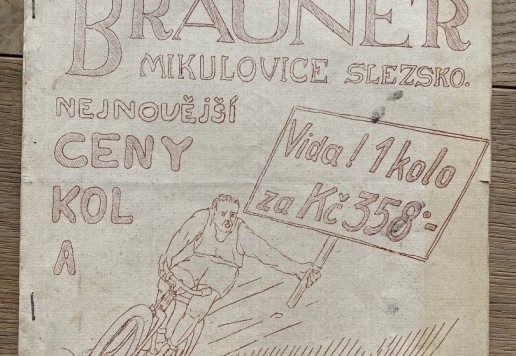 BRAUNER
MIKULOVICE SLEZSKO.
NEJNOVĚJŠÍ
CENY
KOL
A
Vida! 1 kolo
za Kč 358·-